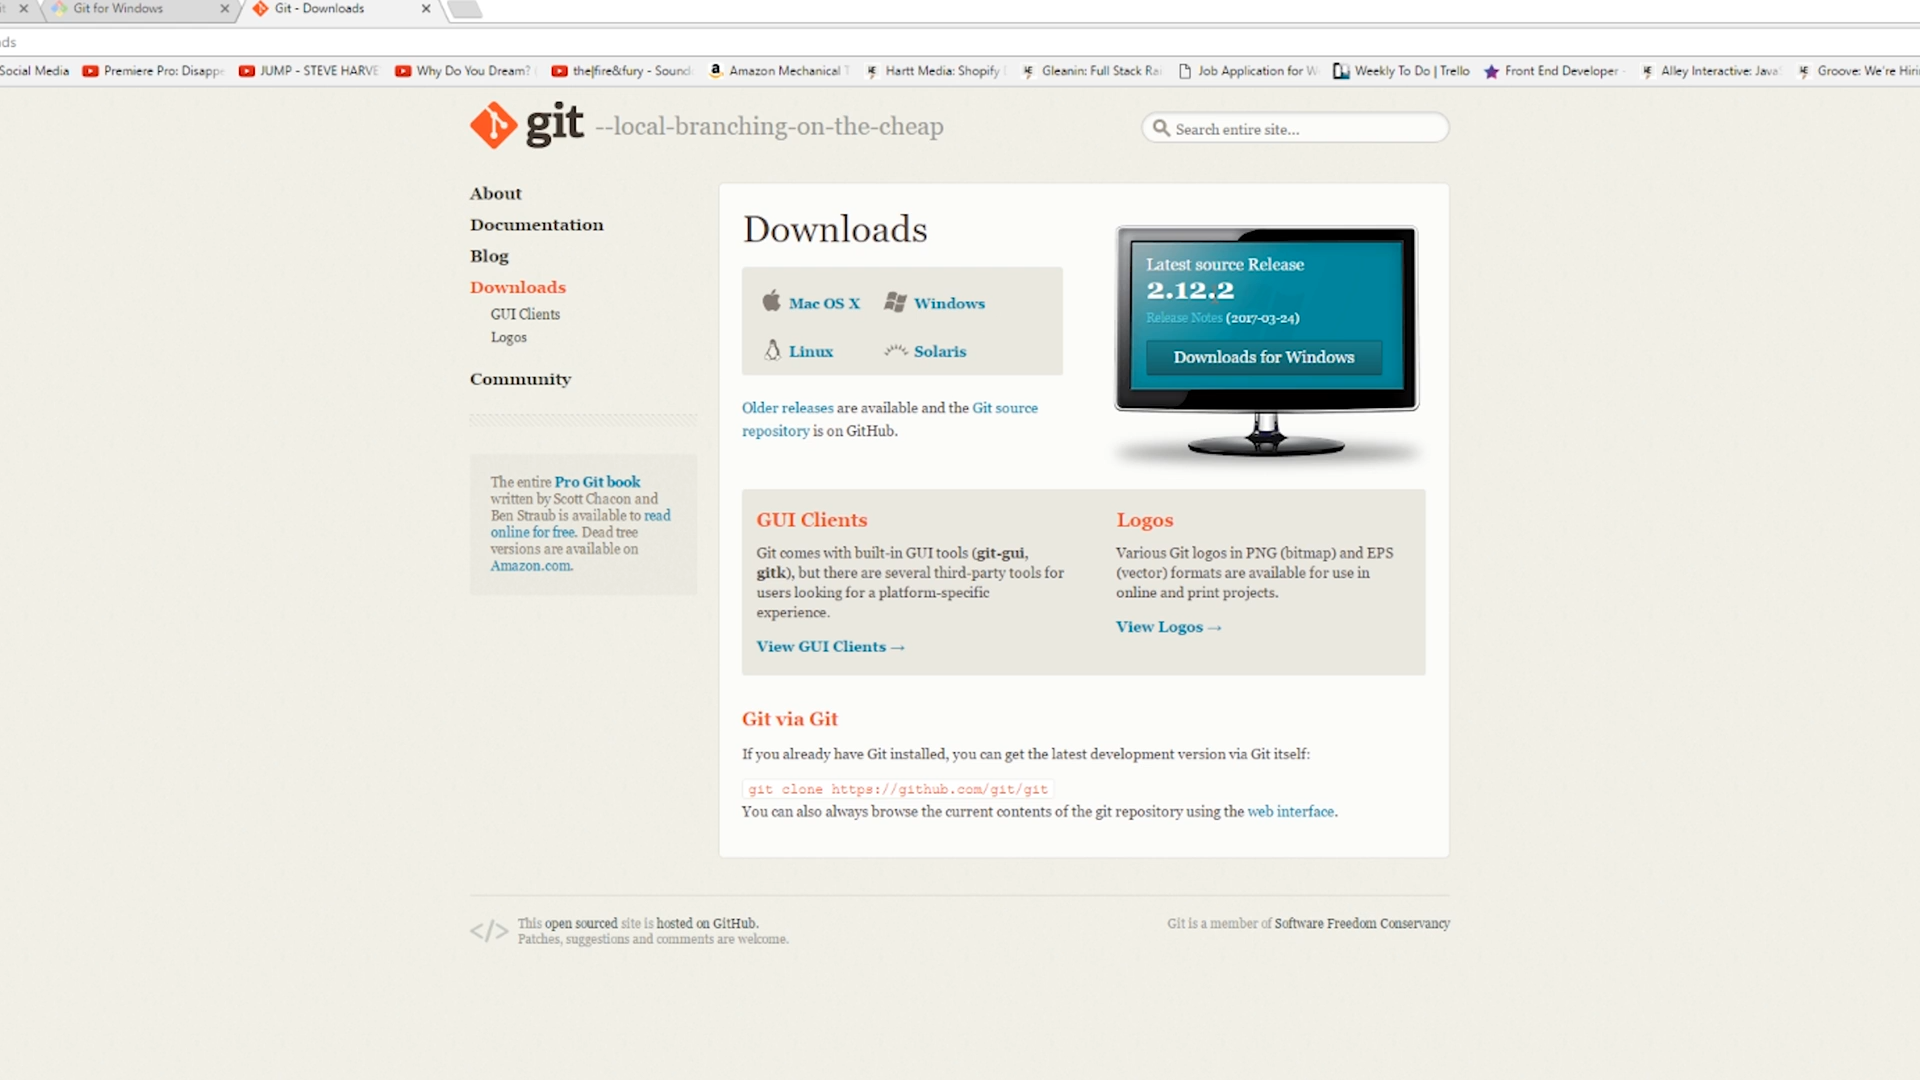 Git for Windows
Git - Downloads
ds
Social Media
Premiere Pro: Disapp
JUMP - STEVE HARVE
Why Do You Dream?
the|fire&fury - Sound
Amazon Mechanical
Hartt Media: Shopify
Gleanin: Full Stack Ra
Job Application for W
Weekly To Do | Trello
Front End Developer -
Alley Interactive: Java
Groove: We're Hiri
git --local-branching-on-the-cheap
Search entire site...
About
Documentation
Blog
Downloads
GUI Clients
Logos
Community
The entire Pro Git book
written by Scott Chacon and
Ben Straub is available to read
online for free. Dead tree
versions are available on
Amazon.com.
Downloads
Mac OS X
Windows
Linux
Solaris
Older releases are available and the Git source
repository is on GitHub.
Latest source Release
2.12.2
Release Notes (2017-03-24)
Downloads for Windows
GUI Clients
Git comes with built-in GUI tools (git-gui,
gitk), but there are several third-party tools for
users looking for a platform-specific
experience.
View GUI Clients →
Logos
Various Git logos in PNG (bitmap) and EPS
(vector) formats are available for use in
online and print projects.
View Logos →
Git via Git
If you already have Git installed, you can get the latest development version via Git itself:
git clone https://github.com/git/git
You can also always browse the current contents of the git repository using the web interface.
</> This open sourced site is hosted on GitHub.
Patches, suggestions and comments are welcome.
Git is a member of Software Freedom Conservancy